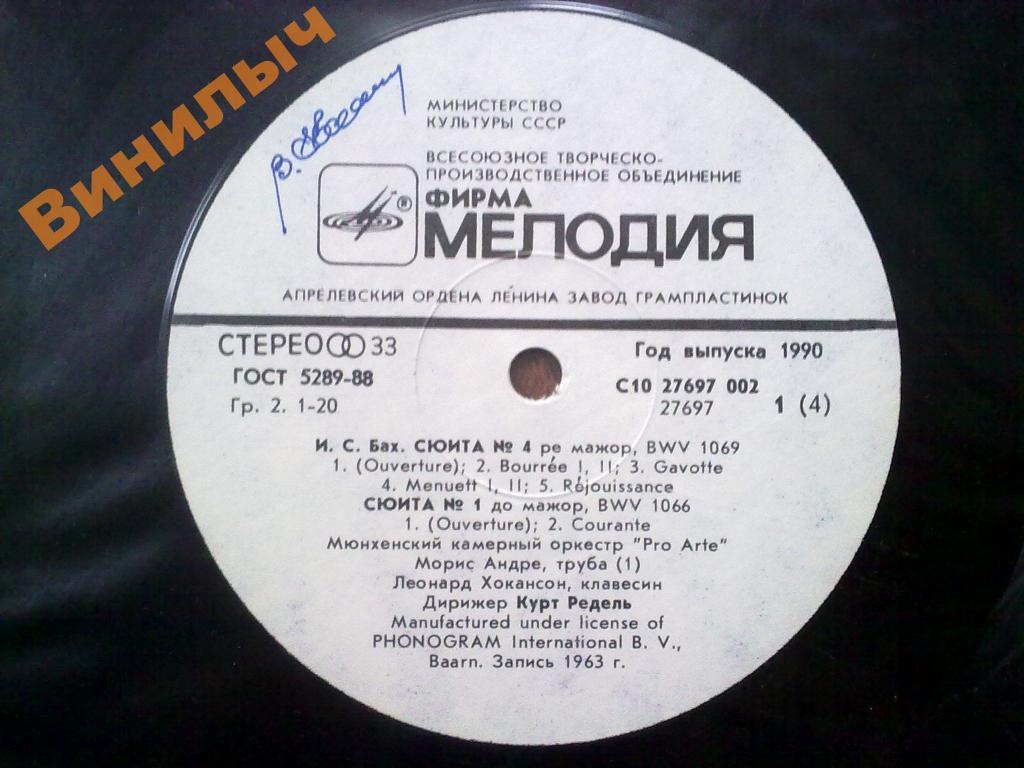 Винилыч
МИНИСТЕРСТВО
КУЛЬТУРЫ СССР
ВСЕСОЮЗНОЕ ТВОРЧЕСКО-
ПРОИЗВОДСТВЕННОЕ ОБЪЕДИНЕНИЕ
®
ФИРМА
МЕЛОДИЯ
АПРЕЛЕВСКИЙ ОРДЕНА ЛЕНИНА ЗАВОД ГРАМПЛАСТИНОК
СТЕРЕО 33
ГОСТ 5289-88
Гр. 2. 1-20
Год выпуска 1990
С10 27697 002
27697 1 (4)
И. С. Бах. СЮИТА № 4 ре мажор, BWV 1069
1. (Ouverture); 2. Bourrée I, II; 3. Gavotte
4. Menuett I, II; 5. Réjouissance
СЮИТА № 1 до мажор, BWV 1066
1. (Ouverture); 2. Courante
Мюнхенский камерный оркестр "Pro Arte"
Морис Андре, труба (1)
Леонард Хокансон, клавесин
Дирижер Курт Редель
Manufactured under license of
PHONOGRAM International B. V.,
Baarn. Запись 1963 г.